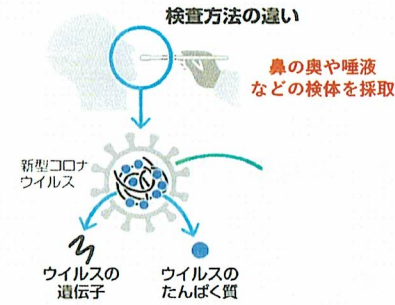 検査方法の違い
鼻の奥や唾液
などの検体を採取
新型コロナ
ウイルス
ウイルスの
遺伝子
ウイルスの
たんぱく質